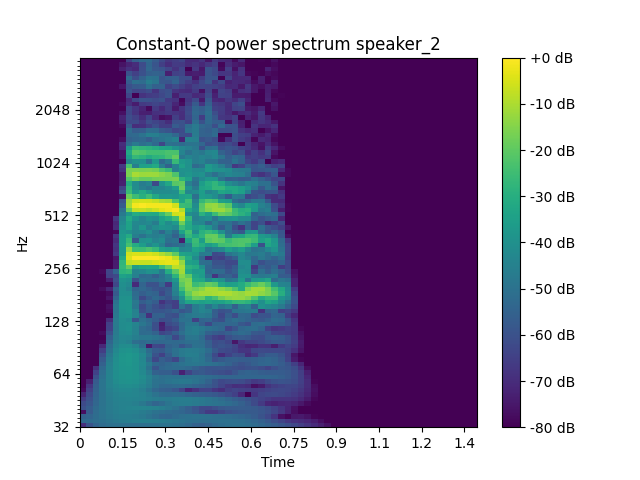 Constant-Q power spectrum speaker_2
Hz
2048
1024
512
256
128
64
32
0 0.15 0.3 0.45 0.6 0.75 0.9 1.1 1.2 1.4
Time
+0 dB
-10 dB
-20 dB
-30 dB
-40 dB
-50 dB
-60 dB
-70 dB
-80 dB